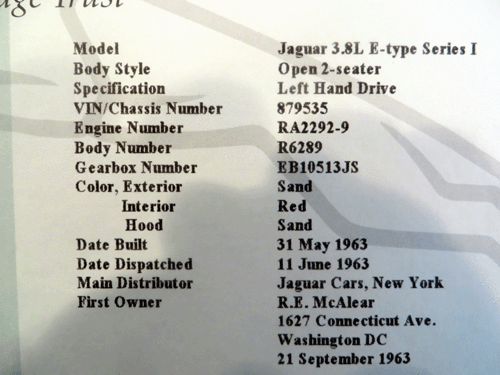 age Trust
Model Jaguar 3.8L E-type Series I
Body Style Open 2-seater
Specification Left Hand Drive
VIN/Chassis Number 879535
Engine Number RA2292-9
Body Number R6289
Gearbox Number EB10513JS
Color, Exterior Sand
Interior Red
Hood Sand
Date Built 31 May 1963
Date Dispatched 11 June 1963
Main Distributor Jaguar Cars, New York
First Owner R.E. McAlear
1627 Connecticut Ave.
Washington DC
21 September 1963